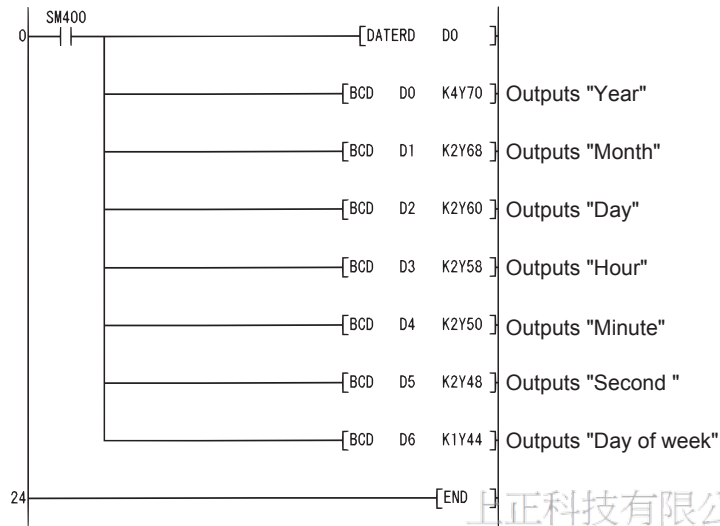 SM400
0 [DATERD D0 ]
[BCD D0 K4Y70 ] Outputs "Year"
[BCD D1 K2Y68 ] Outputs "Month"
[BCD D2 K2Y60 ] Outputs "Day"
[BCD D3 K2Y58 ] Outputs "Hour"
[BCD D4 K2Y50 ] Outputs "Minute"
[BCD D5 K2Y48 ] Outputs "Second "
[BCD D6 K1Y44 ] Outputs "Day of week"
24 [END ]
上正科技有限公